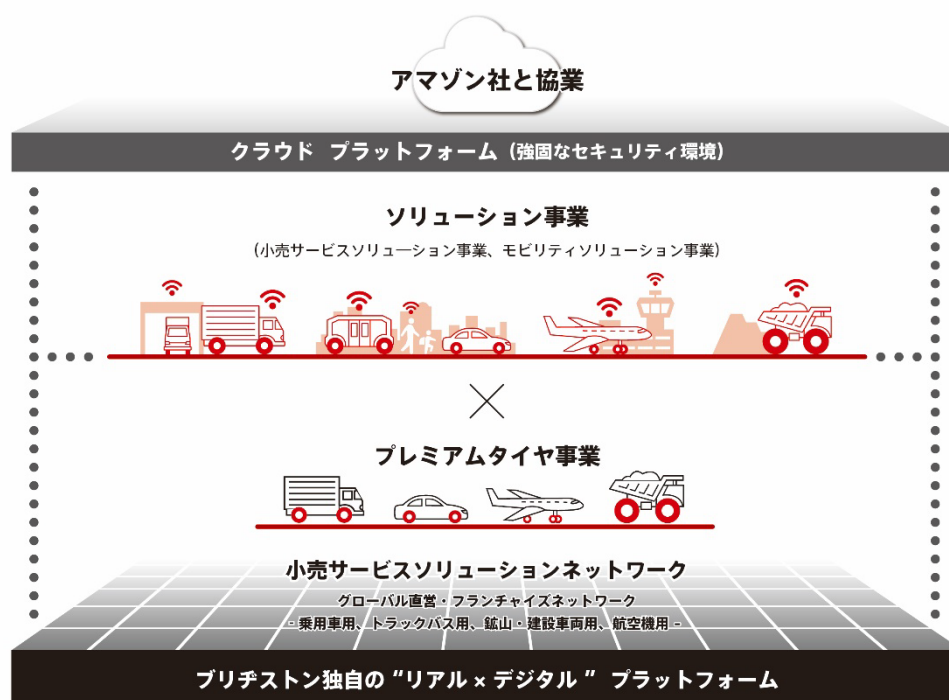 アマゾン社と協業
クラウド プラットフォーム（強固なセキュリティ環境）
ソリューション事業
（小売サービスソリューション事業、モビリティソリューション事業）
×
プレミアムタイヤ事業
小売サービスソリューションネットワーク
グローバル直営・フランチャイズネットワーク
- 乗用車用、トラックバス用、鉱山・建設車両用、航空機用 -
ブリヂストン独自の “リアル × デジタル ” プラットフォーム